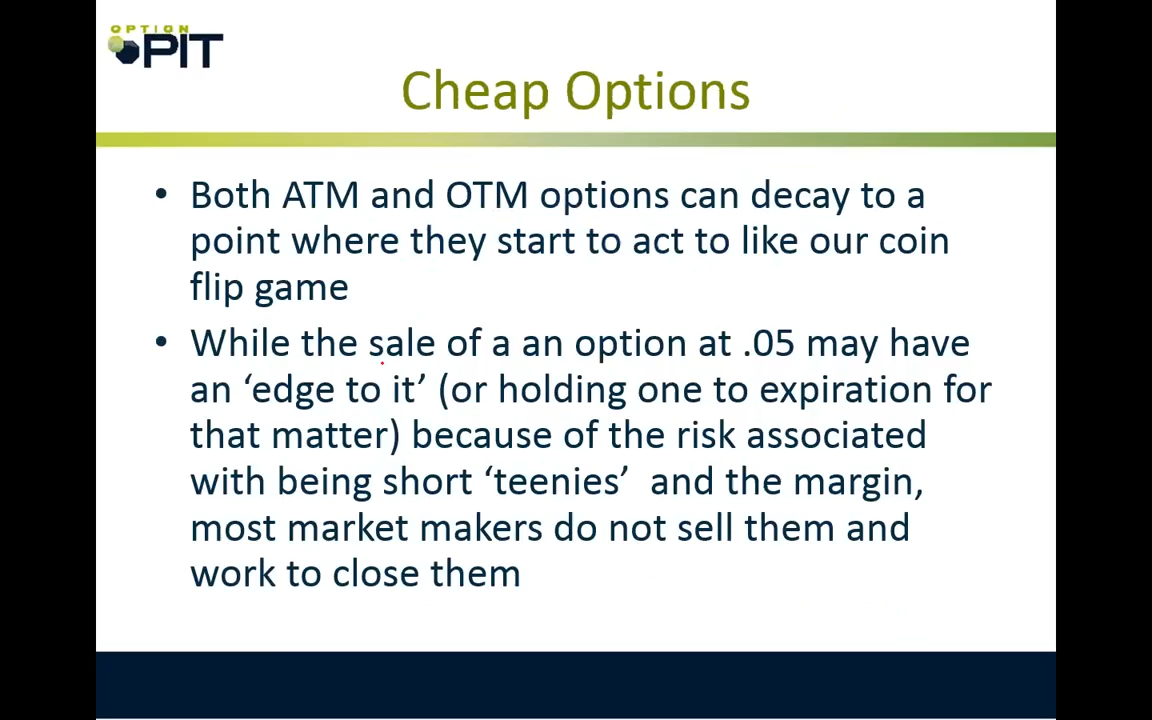 OPTION
PIT
Cheap Options
• Both ATM and OTM options can decay to a
point where they start to act to like our coin
flip game
• While the sale of a an option at .05 may have
an ‘edge to it’ (or holding one to expiration for
that matter) because of the risk associated
with being short ‘teenies’  and the margin,
most market makers do not sell them and
work to close them